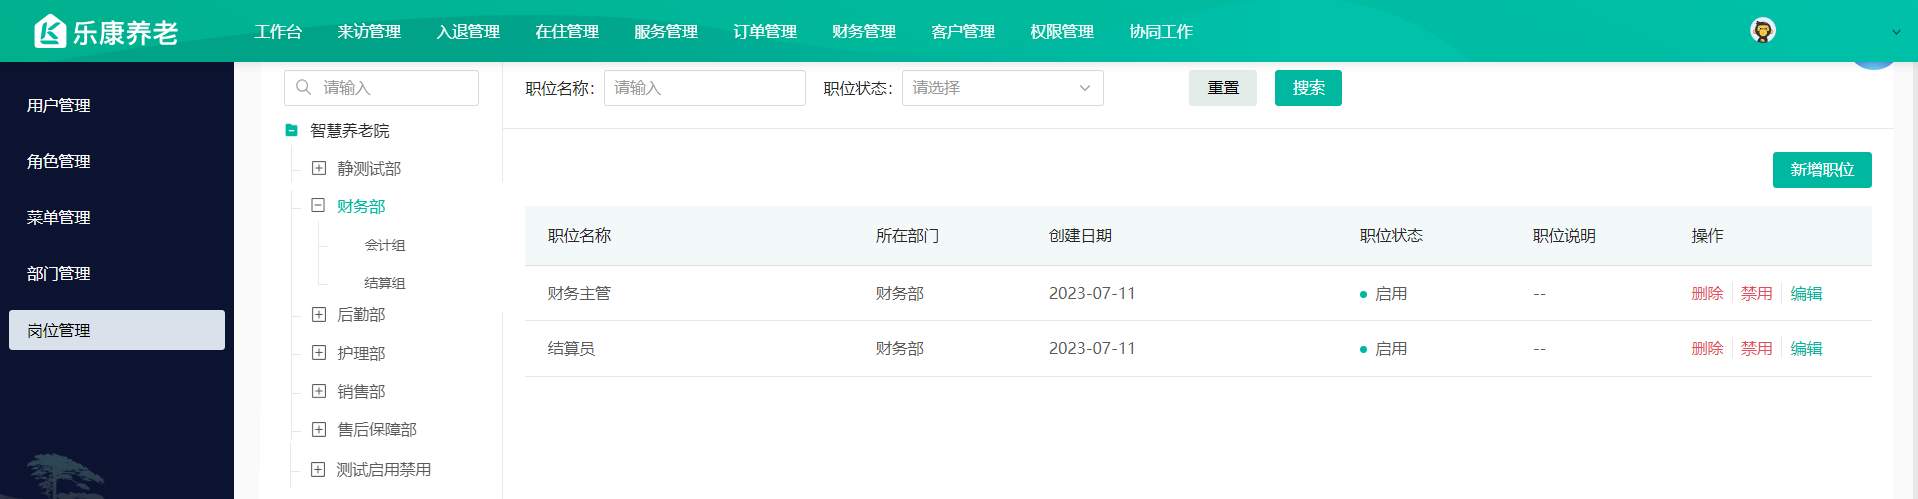 乐康养老
工作台 来访管理 入退管理 在住管理 服务管理 订单管理 财务管理 客户管理 权限管理 协同工作
用户管理
角色管理
菜单管理
部门管理
岗位管理
请输入
智慧养老院
静测试部
财务部
会计组
结算组
后勤部
护理部
销售部
售后保障部
测试启用禁用
职位名称： 请输入 职位状态： 请选择 重置 搜索
新增职位
职位名称 所在部门 创建日期 职位状态 职位说明 操作
财务主管 财务部 2023-07-11 启用 -- 删除 禁用 编辑
结算员 财务部 2023-07-11 启用 -- 删除 禁用 编辑